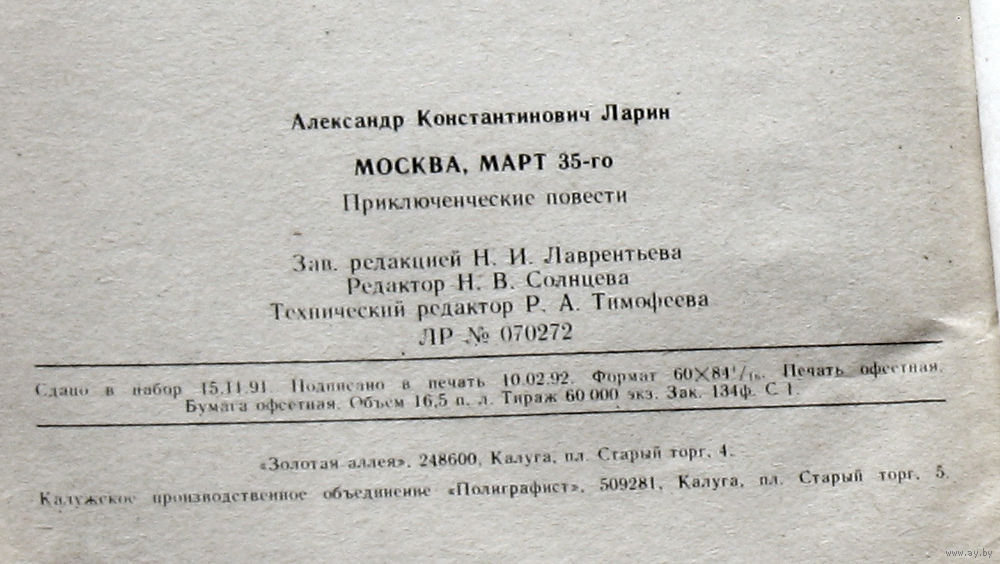 Александр Константинович Ларин
МОСКВА, МАРТ 35-го
Приключенческие повести
Зав. редакцией Н. И. Лаврентьева
Редактор Н. В. Солнцева
Технический редактор Р. А. Тимофеева
ЛР № 070272
Сдано в набор 15.11.91. Подписано в печать 10.02.92. Формат 60×84¹/₁₆. Печать офсетная.
Бумага офсетная. Объем 16,5 п. л. Тираж 60 000 экз. Зак. 134ф. С 1.
«Золотая аллея», 248600, Калуга, пл. Старый торг, 4.
Калужское производственное объединение «Полиграфист», 509281, Калуга, пл. Старый торг, 5.
www.ay.by